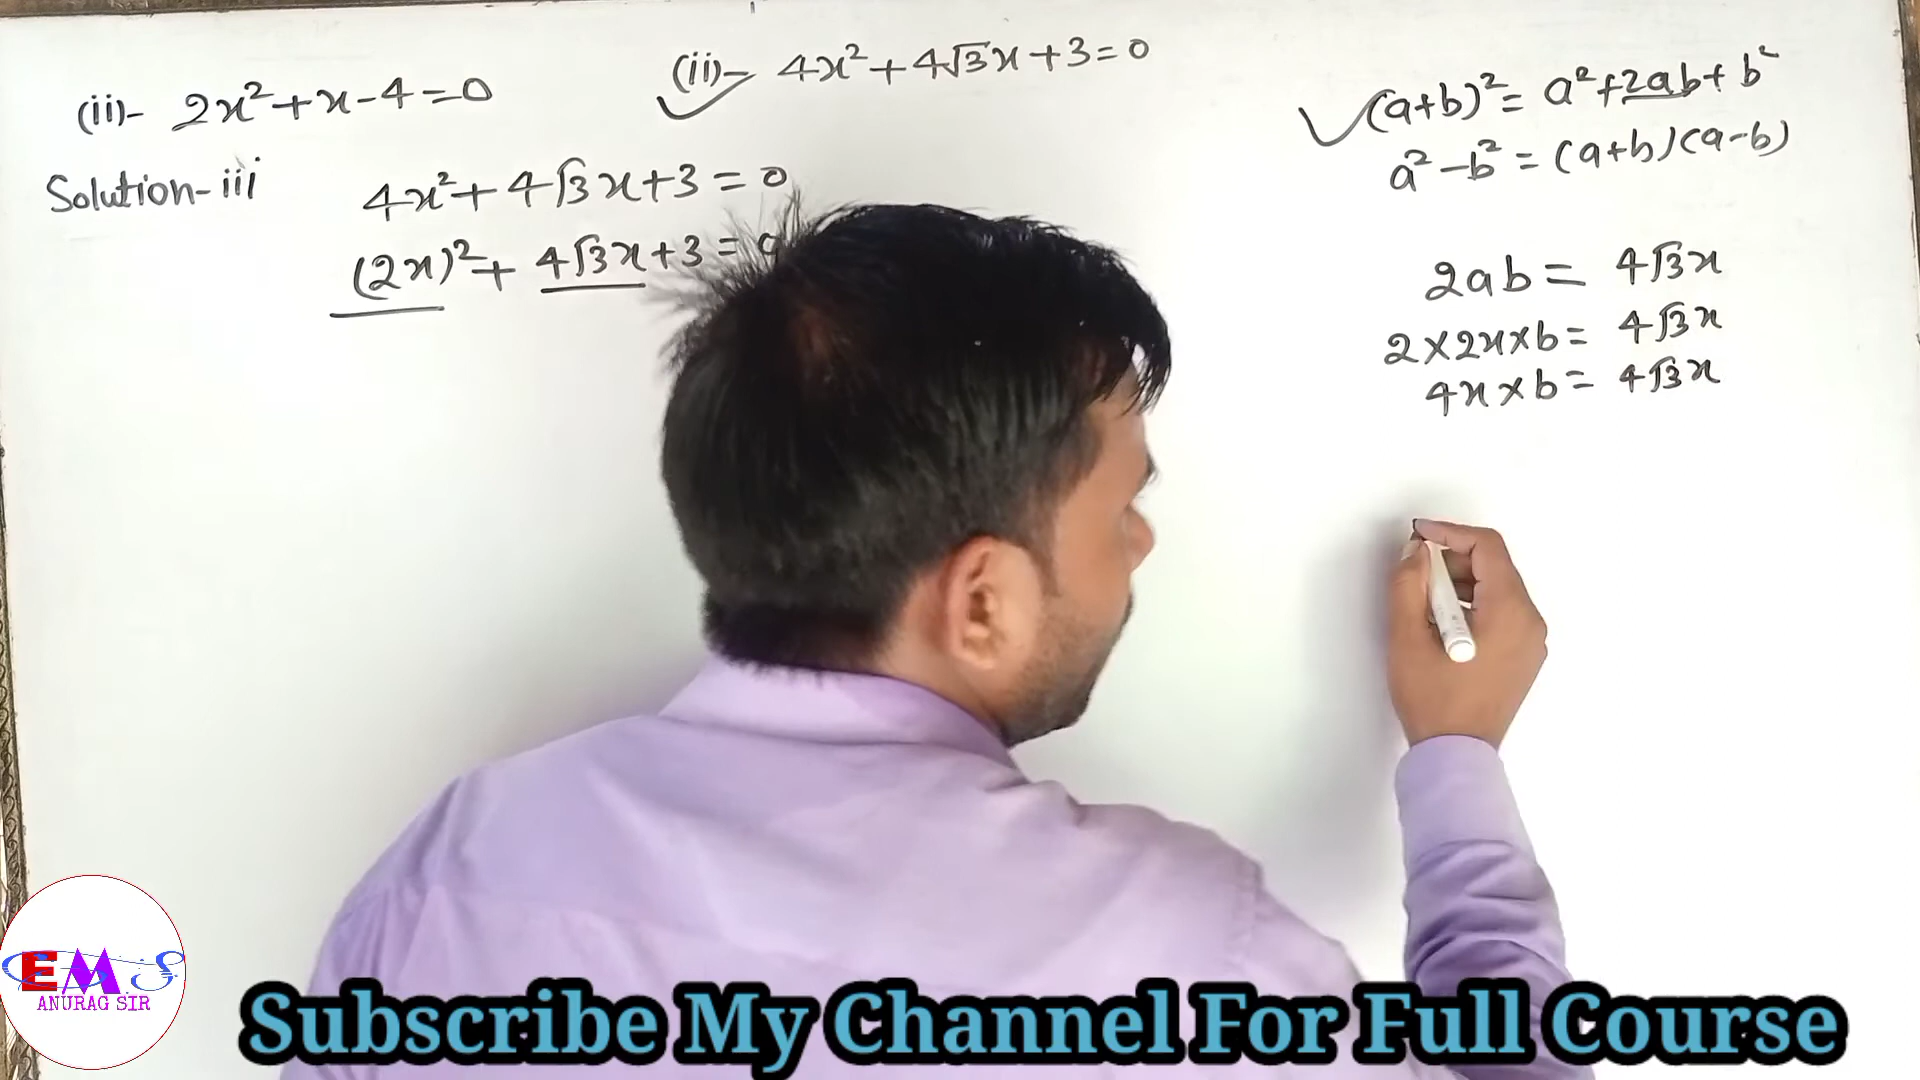 (ii)- 2x²+x-4=0
(ii)- 4x²+4√3x+3=0
(a+b)²= a²+2ab+b²
a²-b²=(a+b)(a-b)
Solution-iii
4x²+4√3x+3=0
(2x)²+4√3x+3=0
2ab = 4√3x
2×2x×b= 4√3x
4x×b= 4√3x
EMS
ANURAG SIR
Subscribe My Channel For Full Course